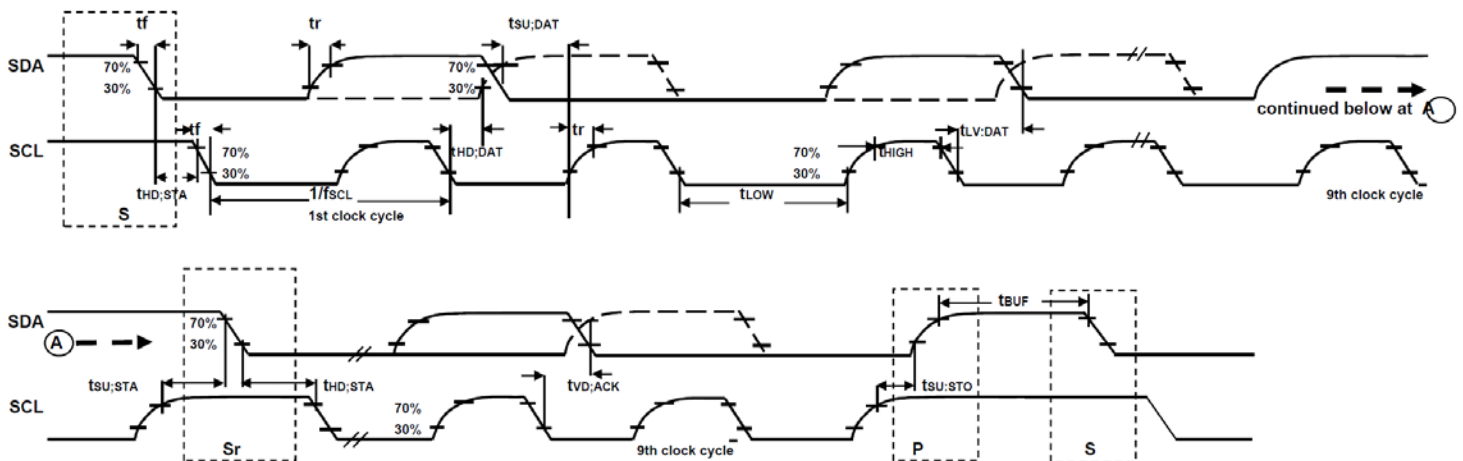 tf tr tSU;DAT
SDA 70% 70%
30% 30%
continued below at A
tf tHD;DAT tr tLV:DAT
SCL 70% 70% tHIGH
30% 30%
tHD;STA 1/fSCL tLOW
S 1st clock cycle 9th clock cycle
tBUF
SDA 70%
A 30%
tSU;STA tHD;STA tVD;ACK tSU:STO
SCL 70%
30%
Sr 9th clock cycle P S